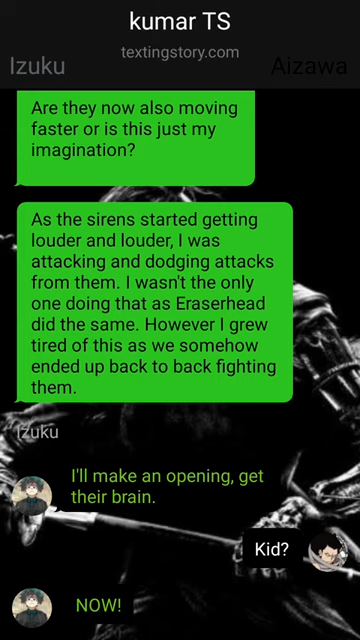 kumar TS
textingstory.com
Izuku
Aizawa
Are they now also moving
faster or is this just my
imagination?
As the sirens started getting
louder and louder, I was
attacking and dodging attacks
from them. I wasn't the only
one doing that as Eraserhead
did the same. However I grew
tired of this as we somehow
ended up back to back fighting
them.
Izuku
I'll make an opening, get
their brain.
Kid?
NOW!